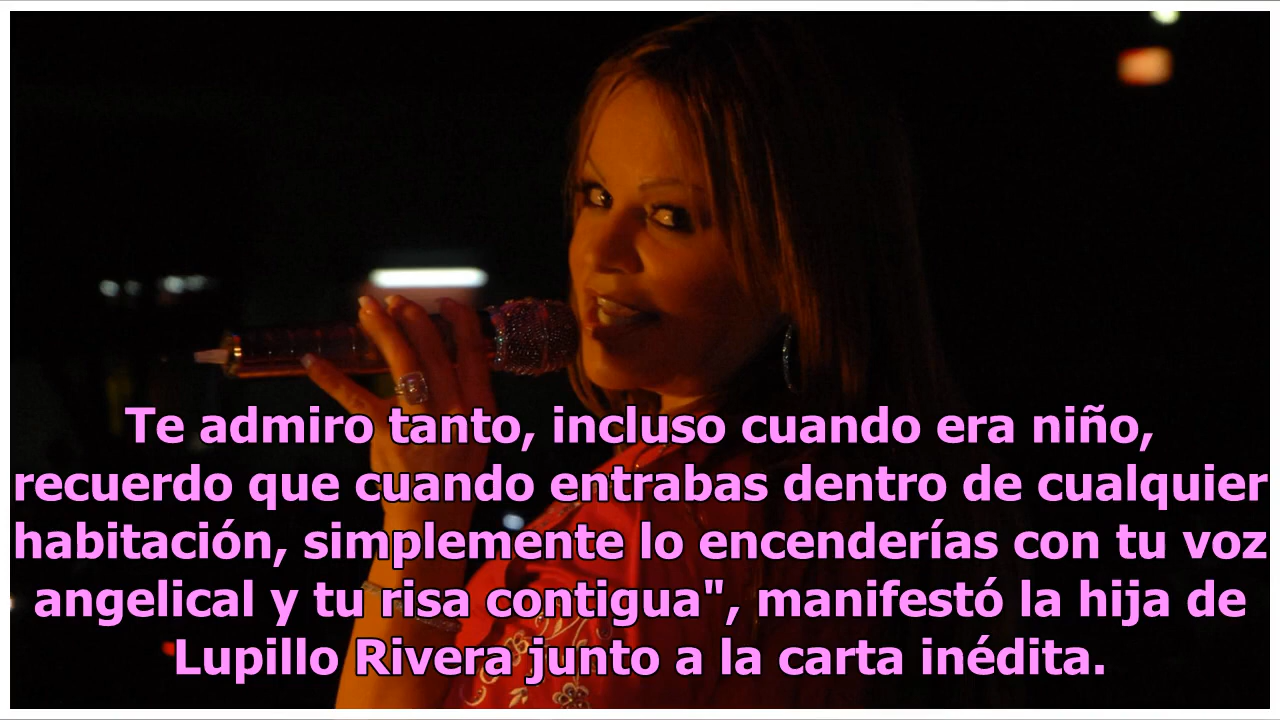 Te admiro tanto, incluso cuando era niño,
recuerdo que cuando entrabas dentro de cualquier
habitación, simplemente lo encenderías con tu voz
angelical y tu risa contigua", manifestó la hija de
Lupillo Rivera junto a la carta inédita.